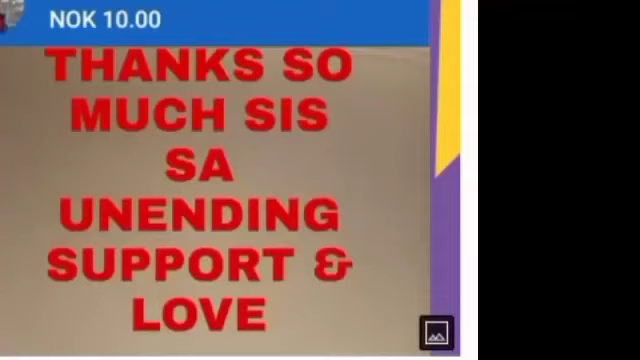 NOK 10.00
THANKS SO
MUCH SIS
SA
UNENDING
SUPPORT &
LOVE